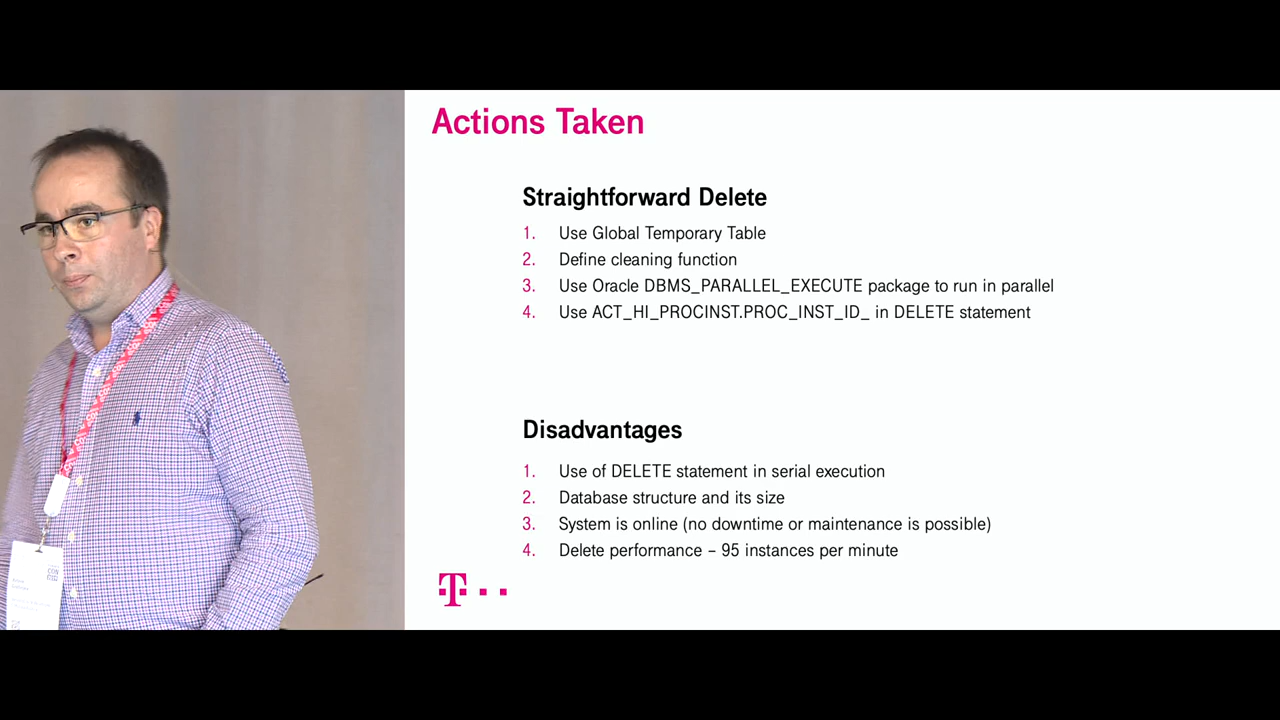 Actions Taken
Straightforward Delete
1. Use Global Temporary Table
2. Define cleaning function
3. Use Oracle DBMS_PARALLEL_EXECUTE package to run in parallel
4. Use ACT_HI_PROCINST.PROC_INST_ID_ in DELETE statement
Disadvantages
1. Use of DELETE statement in serial execution
2. Database structure and its size
3. System is online (no downtime or maintenance is possible)
4. Delete performance – 95 instances per minute
T
CON